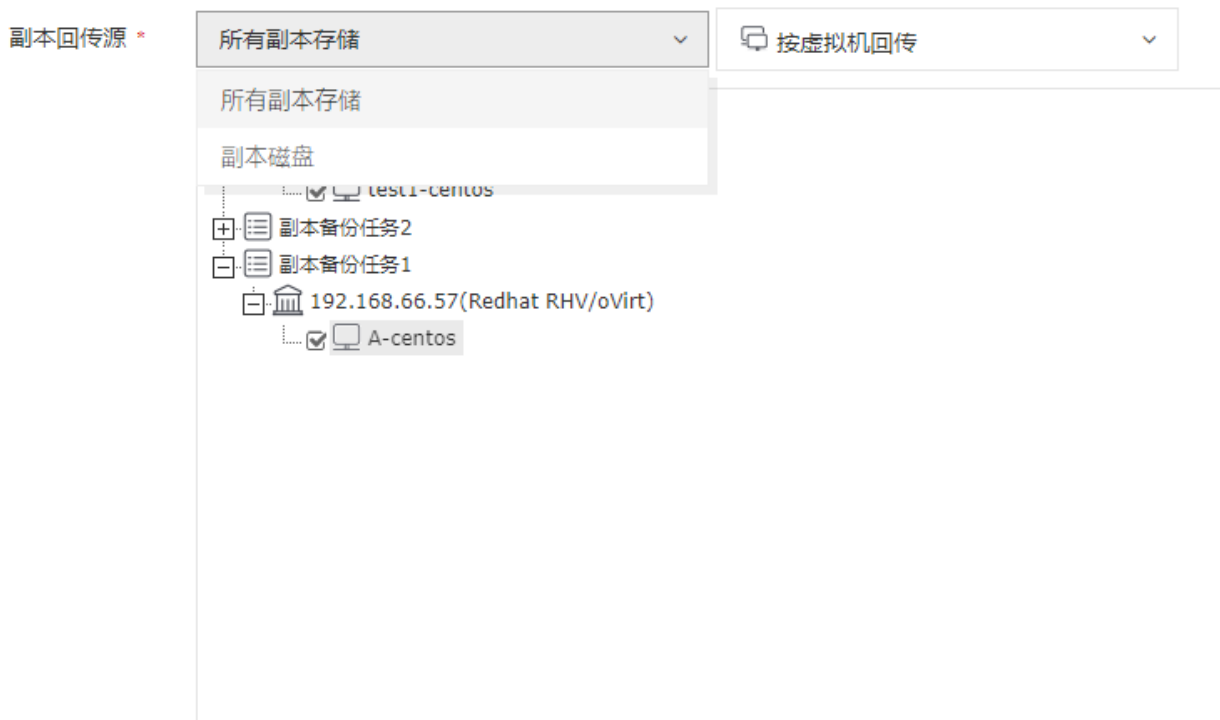 副本回传源 *
所有副本存储
按虚拟机回传
所有副本存储
副本磁盘
test1-centos
副本备份任务2
副本备份任务1
192.168.66.57(Redhat RHV/oVirt)
A-centos